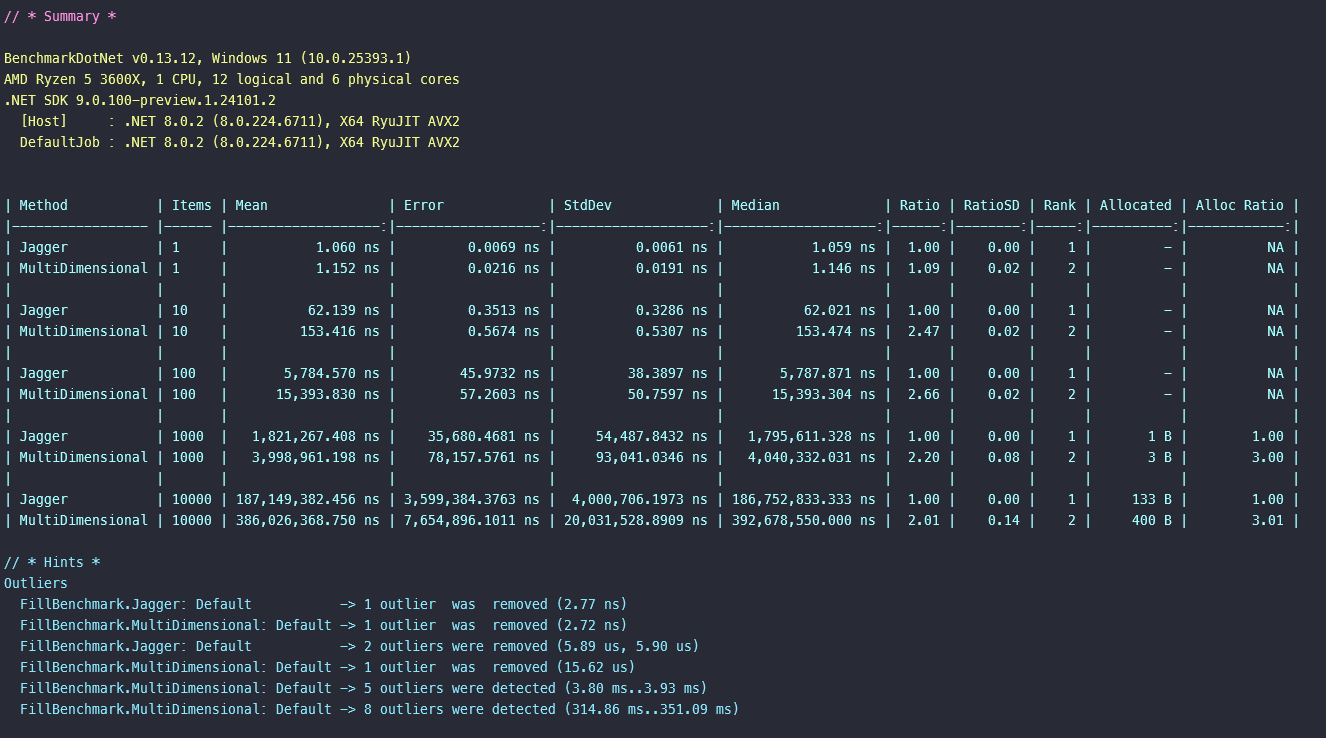 // * Summary *
BenchmarkDotNet v0.13.12, Windows 11 (10.0.25393.1)
AMD Ryzen 5 3600X, 1 CPU, 12 logical and 6 physical cores
.NET SDK 9.0.100-preview.1.24101.2
  [Host]     : .NET 8.0.2 (8.0.224.6711), X64 RyuJIT AVX2
  DefaultJob : .NET 8.0.2 (8.0.224.6711), X64 RyuJIT AVX2
| Method           | Items | Mean               | Error             | StdDev             | Median             | Ratio | RatioSD | Rank | Allocated | Alloc Ratio |
|----------------- |------ |-------------------:|------------------:|-------------------:|-------------------:|------:|--------:|-----:|----------:|------------:|
| Jagger           | 1     |           1.060 ns |         0.0069 ns |          0.0061 ns |           1.059 ns |  1.00 |    0.00 |    1 |         - |          NA |
| MultiDimensional | 1     |           1.152 ns |         0.0216 ns |          0.0191 ns |           1.146 ns |  1.09 |    0.02 |    2 |         - |          NA |
|                  |       |                    |                   |                    |                    |       |         |      |           |             |
| Jagger           | 10    |          62.139 ns |         0.3513 ns |          0.3286 ns |          62.021 ns |  1.00 |    0.00 |    1 |         - |          NA |
| MultiDimensional | 10    |         153.416 ns |         0.5674 ns |          0.5307 ns |         153.474 ns |  2.47 |    0.02 |    2 |         - |          NA |
|                  |       |                    |                   |                    |                    |       |         |      |           |             |
| Jagger           | 100   |       5,784.570 ns |        45.9732 ns |         38.3897 ns |       5,787.871 ns |  1.00 |    0.00 |    1 |         - |          NA |
| MultiDimensional | 100   |      15,393.830 ns |        57.2603 ns |         50.7597 ns |      15,393.304 ns |  2.66 |    0.02 |    2 |         - |          NA |
|                  |       |                    |                   |                    |                    |       |         |      |           |             |
| Jagger           | 1000  |   1,821,267.408 ns |    35,680.4681 ns |     54,487.8432 ns |   1,795,611.328 ns |  1.00 |    0.00 |    1 |       1 B |        1.00 |
| MultiDimensional | 1000  |   3,998,961.198 ns |    78,157.5761 ns |     93,041.0346 ns |   4,040,332.031 ns |  2.20 |    0.08 |    2 |       3 B |        3.00 |
|                  |       |                    |                   |                    |                    |       |         |      |           |             |
| Jagger           | 10000 | 187,149,382.456 ns | 3,599,384.3763 ns |  4,000,706.1973 ns | 186,752,833.333 ns |  1.00 |    0.00 |    1 |     133 B |        1.00 |
| MultiDimensional | 10000 | 386,026,368.750 ns | 7,654,896.1011 ns | 20,031,528.8909 ns | 392,678,550.000 ns |  2.01 |    0.14 |    2 |     400 B |        3.01 |
// * Hints *
Outliers
  FillBenchmark.Jagger: Default           -> 1 outlier  was  removed (2.77 ns)
  FillBenchmark.MultiDimensional: Default -> 1 outlier  was  removed (2.72 ns)
  FillBenchmark.Jagger: Default           -> 2 outliers were removed (5.89 us, 5.90 us)
  FillBenchmark.MultiDimensional: Default -> 1 outlier  was  removed (15.62 us)
  FillBenchmark.MultiDimensional: Default -> 5 outliers were detected (3.80 ms..3.93 ms)
  FillBenchmark.MultiDimensional: Default -> 8 outliers were detected (314.86 ms..351.09 ms)